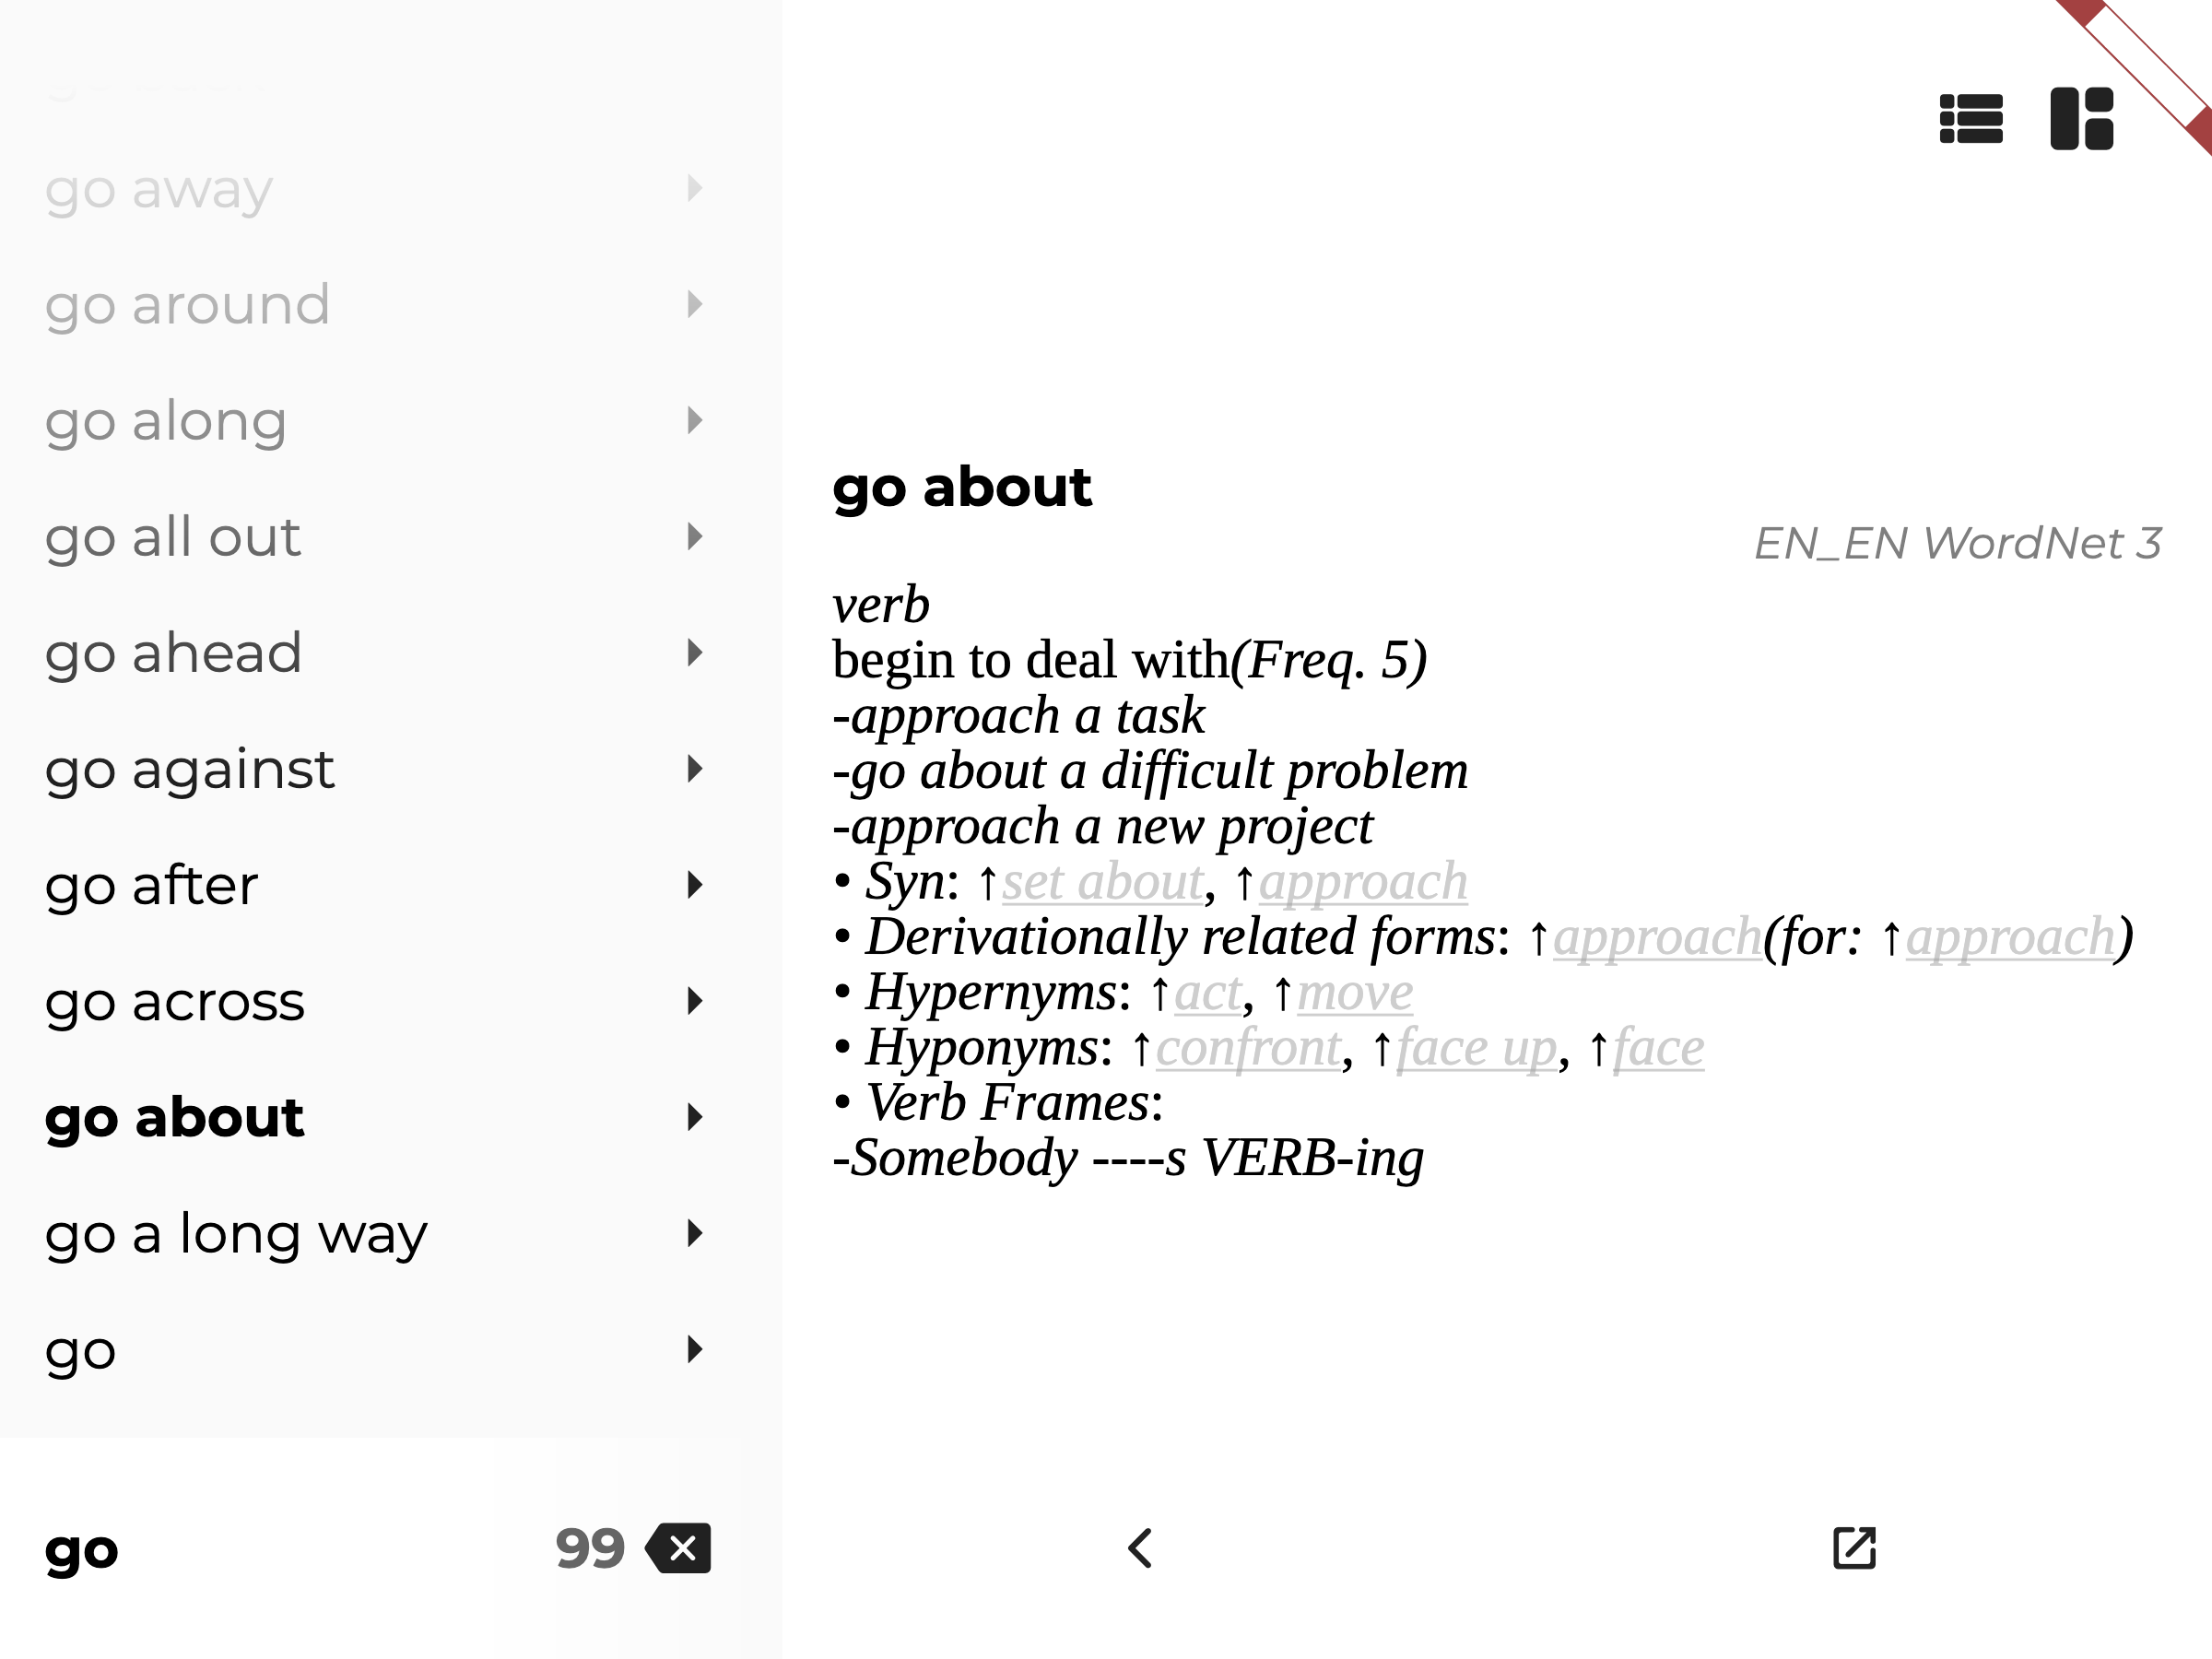 go away
go around
go along
go all out
go ahead
go against
go after
go across
go about
go a long way
go
go 99
go about
EN_EN WordNet 3
verb
begin to deal with(Freq. 5)
-approach a task
-go about a difficult problem
-approach a new project
• Syn: ↑set about, ↑approach
• Derivationally related forms: ↑approach(for: ↑approach)
• Hypernyms: ↑act, ↑move
• Hyponyms: ↑confront, ↑face up, ↑face
• Verb Frames:
-Somebody ----s VERB-ing